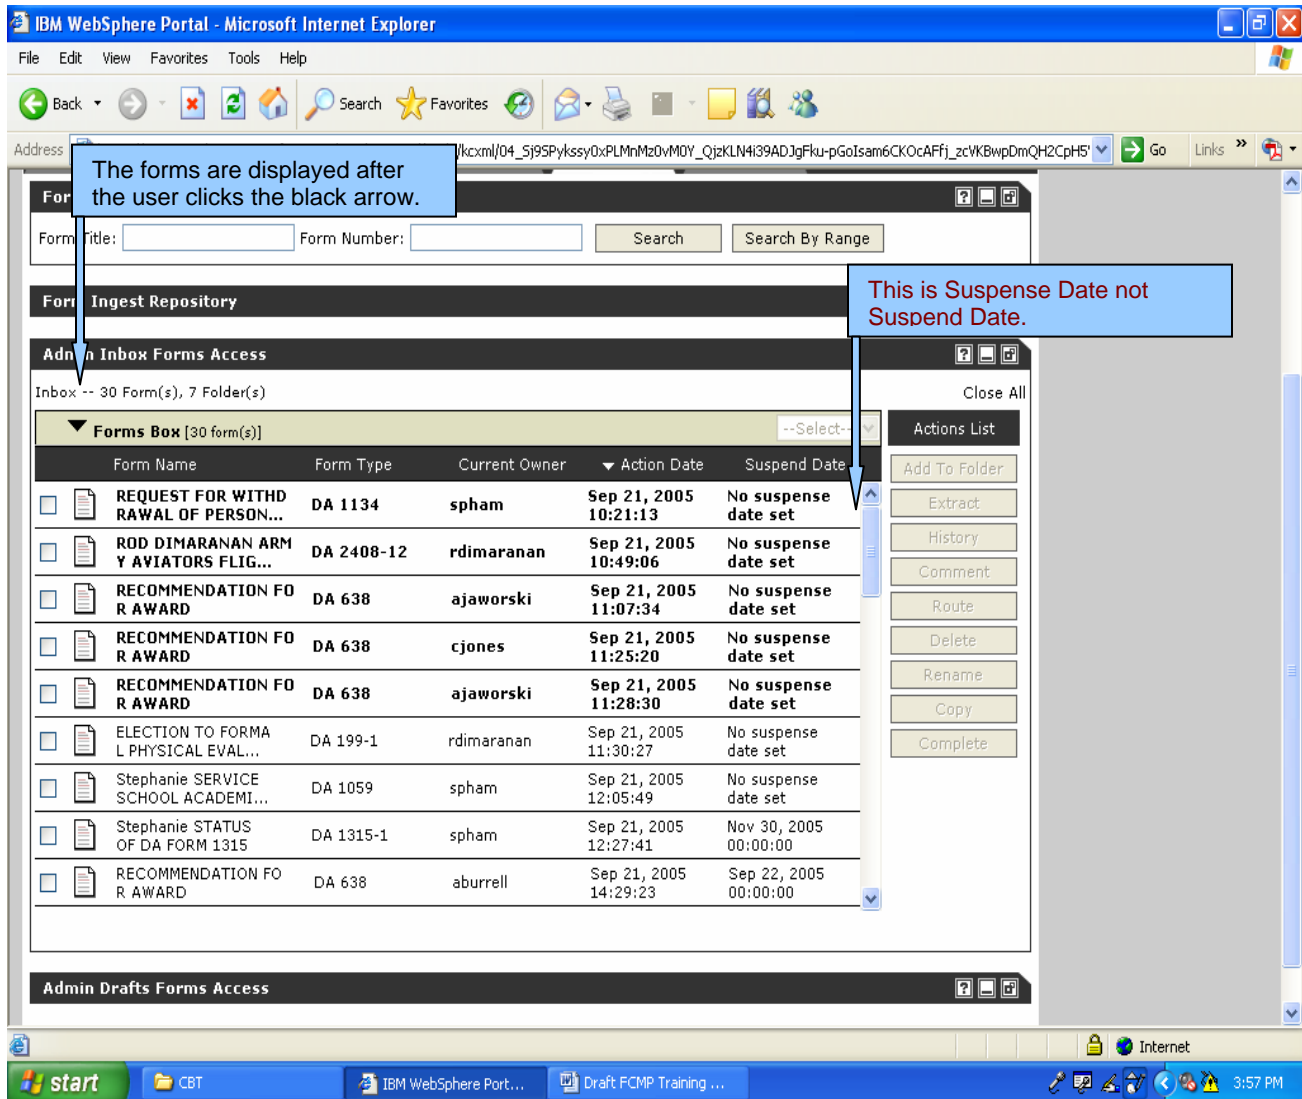 IBM WebSphere Portal - Microsoft Internet Explorer
File Edit View Favorites Tools Help
Back Search Favorites
Address /kcxml/04_Sj9SPykssy0xPLMnMz0vM0Y_QjzKLN4i39ADJgFku-pGoIsam6CKOcAFfj_zcVKBwpDmQH2CpH5' Go Links »
The forms are displayed after
the user clicks the black arrow.
For
Form Title: Form Number: Search Search By Range
This is Suspense Date not
Suspend Date.
Form Ingest Repository
Admin Inbox Forms Access
Inbox -- 30 Form(s), 7 Folder(s) Close All
Forms Box [30 form(s)] --Select-- Actions List
Form Name Form Type Current Owner Action Date Suspend Date Add To Folder
REQUEST FOR WITHD
RAWAL OF PERSON... DA 1134 spham Sep 21, 2005
10:21:13 No suspense
date set
Extract
ROD DIMARANAN ARM
Y AVIATORS FLIG... DA 2408-12 rdimaranan Sep 21, 2005
10:49:06 No suspense
date set
History
Comment
RECOMMENDATION FO
R AWARD DA 638 ajaworski Sep 21, 2005
11:07:34 No suspense
date set
Route
RECOMMENDATION FO
R AWARD DA 638 cjones Sep 21, 2005
11:25:20 No suspense
date set
Delete
Rename
RECOMMENDATION FO
R AWARD DA 638 ajaworski Sep 21, 2005
11:28:30 No suspense
date set
Copy
ELECTION TO FORMA
L PHYSICAL EVAL... DA 199-1 rdimaranan Sep 21, 2005
11:30:27 No suspense
date set
Complete
Stephanie SERVICE
SCHOOL ACADEMI... DA 1059 spham Sep 21, 2005
12:05:49 No suspense
date set
Stephanie STATUS
OF DA FORM 1315 DA 1315-1 spham Sep 21, 2005
12:27:41 Nov 30, 2005
00:00:00
RECOMMENDATION FO
R AWARD DA 638 aburrell Sep 21, 2005
14:29:23 Sep 22, 2005
00:00:00
Admin Drafts Forms Access
Internet
start CBT IBM WebSphere Port... Draft FCMP Training ... 3:57 PM